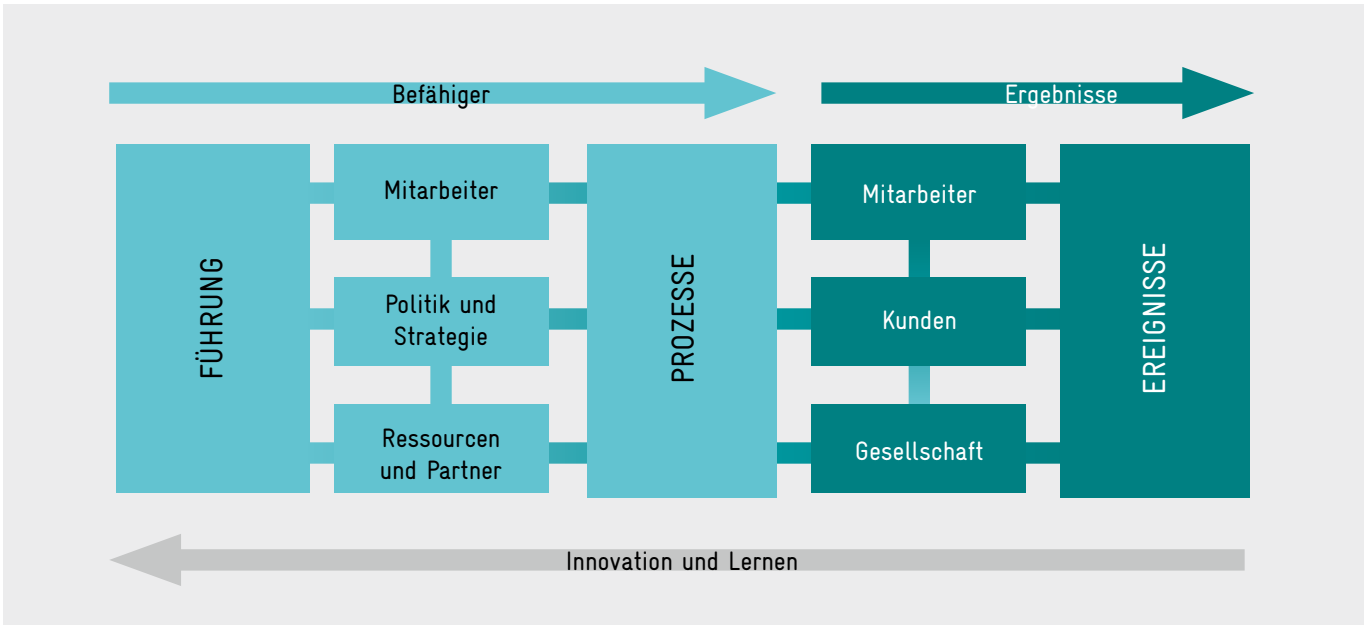 Befähiger
Ergebnisse
FÜHRUNG
Mitarbeiter
Politik und
Strategie
Ressourcen
und Partner
PROZESSE
Mitarbeiter
Kunden
Gesellschaft
EREIGNISSE
Innovation und Lernen